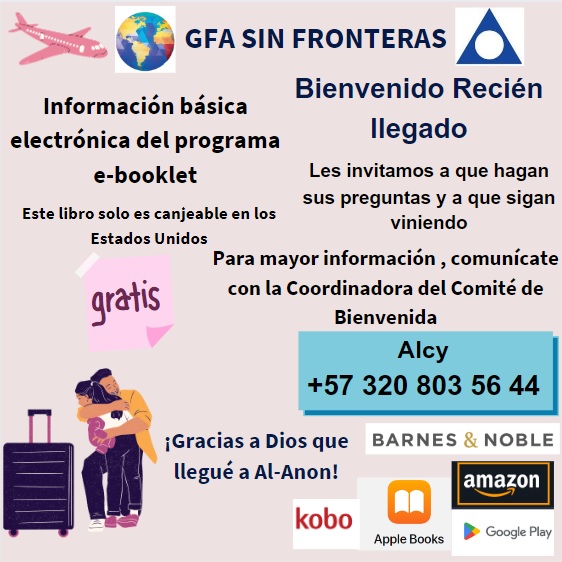 GFA SIN FRONTERAS
Información básica
electrónica del programa
e-booklet
Este libro solo es canjeable en los
Estados Unidos
gratis
Bienvenido Recién
llegado
Les invitamos a que hagan
sus preguntas y a que sigan
viniendo
Para mayor información , comunícate
con la Coordinadora del Comité de
Bienvenida
Alcy
+57 320 803 56 44
¡Gracias a Dios que
llegué a Al-Anon!
BARNES & NOBLE
kobo
Apple Books
amazon
Google Play